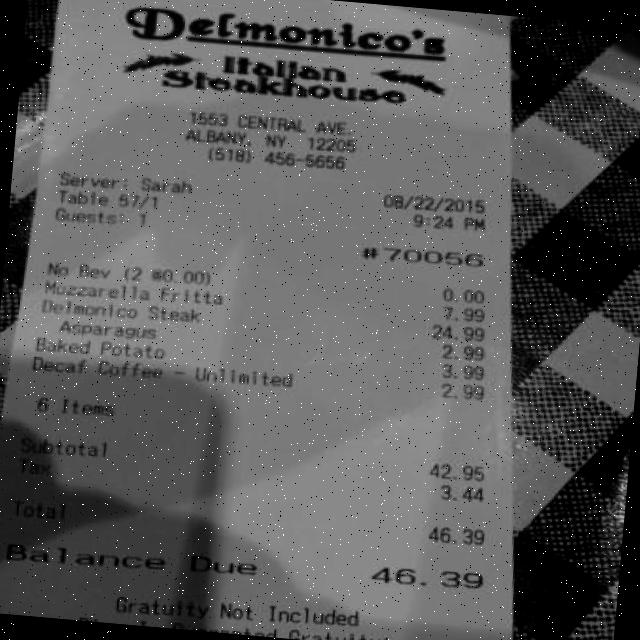 Delmonico's
Italian
Steakhouse
1553 CENTRAL AVE.
ALBANY, NY, 12205
(518) 456-5656
Server: Sarah 08/22/2015
Table 57/1 9:24 PM
Guests: 1
#70056
No Bev (2 @0.00) 0.00
Mozzarella Fritta 7.99
Delmonico Steak 24.99
Asparagus 2.99
Baked Potato 3.99
Decaf Coffee - Unlimited 2.99
6 Items
Subtotal 42.95
Tax 3.44
Total 46.39
Balance Due 46.39
Gratuity Not Included
Gratuity